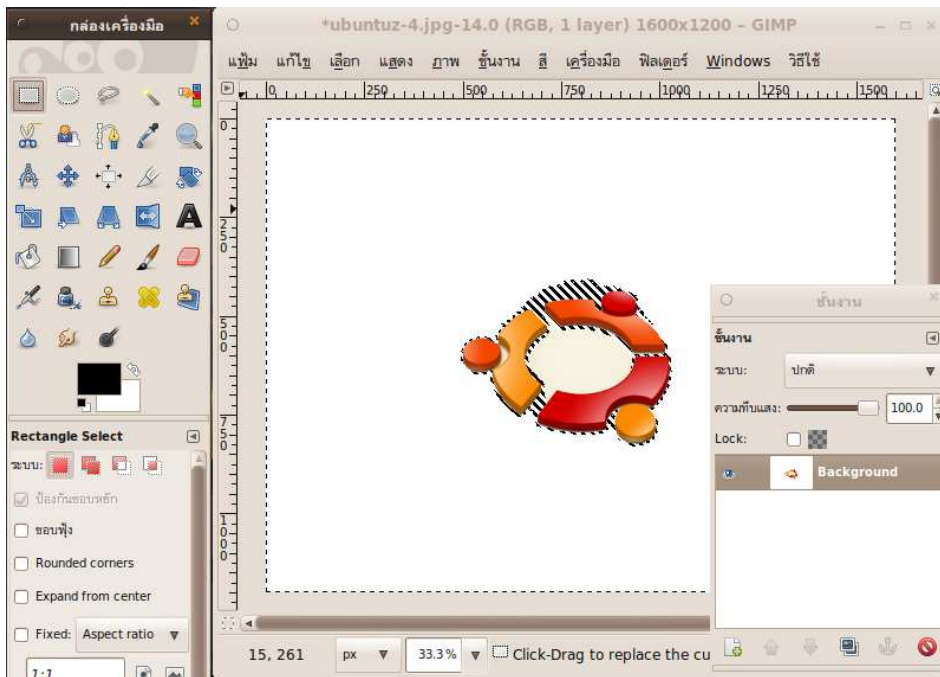 กล่องเครื่องมือ
*ubuntuz-4.jpg-14.0 (RGB, 1 layer) 1600x1200 – GIMP
แฟ้ม แก้ไข เลือก แสดง ภาพ ชั้นงาน สี เครื่องมือ ฟิลเตอร์ Windows วิธีใช้
0 250 500 750 1000 1250 1500
0
250
500
750
1000
Rectangle Select
ระบบ:
ป้องกันขอบหยัก
ขอบฟุ้ง
Rounded corners
Expand from center
Fixed: Aspect ratio
1:1
15, 261 px 33.3% Click-Drag to replace the cu
ชั้นงาน
ชั้นงาน
ระบบ: ปกติ
ความทึบแสง: 100.0
Lock:
Background